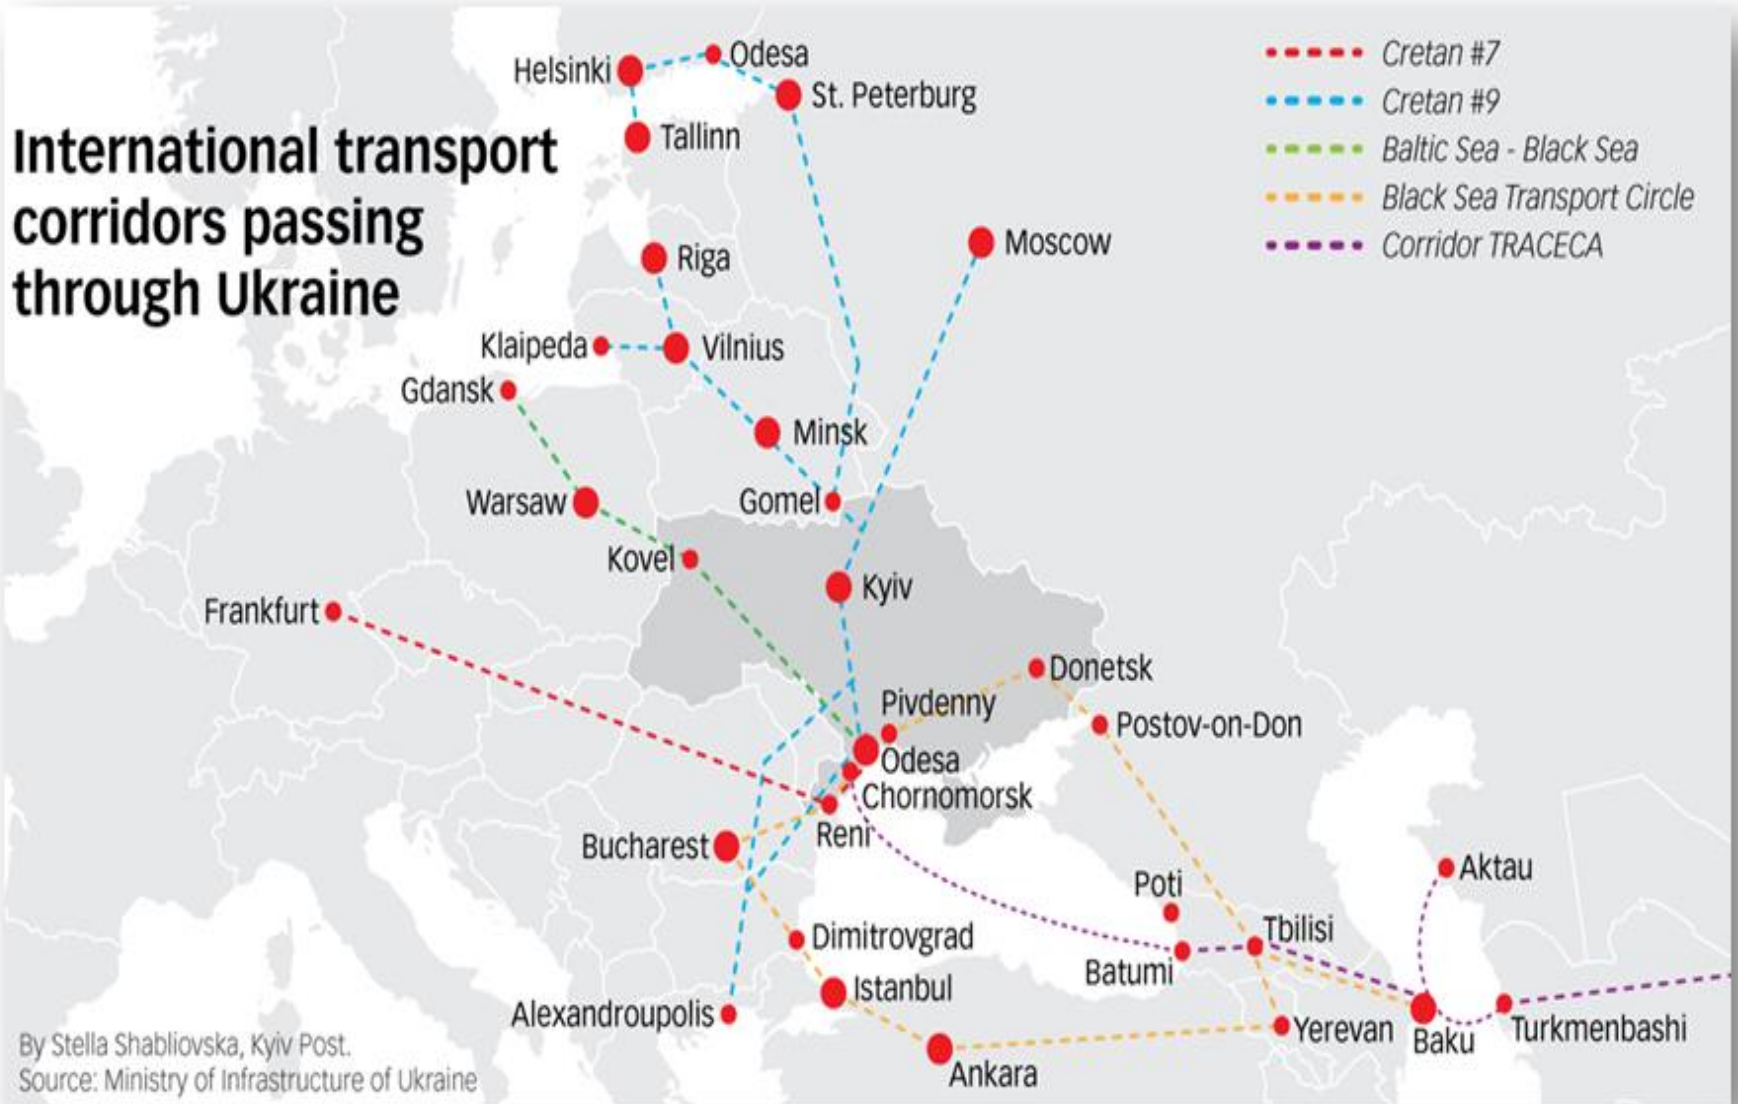 International transport
corridors passing
through Ukraine
Cretan #7
Cretan #9
Baltic Sea - Black Sea
Black Sea Transport Circle
Corridor TRACECA
Helsinki
Odesa
St. Peterburg
Tallinn
Moscow
Riga
Klaipeda
Vilnius
Gdansk
Minsk
Warsaw
Gomel
Kovel
Kyiv
Frankfurt
Donetsk
Pivdenny
Postov-on-Don
Odesa
Chornomorsk
Reni
Bucharest
Aktau
Poti
Tbilisi
Dimitrovgrad
Batumi
Istanbul
Alexandroupolis
Yerevan
Baku
Turkmenbashi
Ankara
By Stella Shabliovska, Kyiv Post.
Source: Ministry of Infrastructure of Ukraine